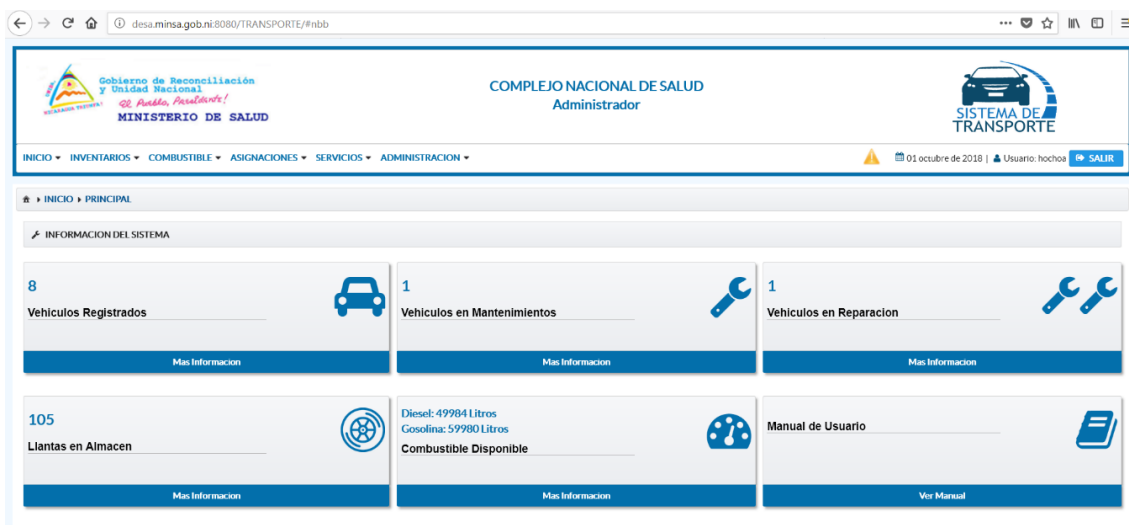 desa.minsa.gob.ni:8080/TRANSPORTE/#nbb
Gobierno de Reconciliación
y Unidad Nacional
El Pueblo, Presidente!
MINISTERIO DE SALUD
COMPLEJO NACIONAL DE SALUD
Administrador
SISTEMA DE
TRANSPORTE
INICIO INVENTARIOS COMBUSTIBLE ASIGNACIONES SERVICIOS ADMINISTRACION
01 octubre de 2018 | Usuario: hochoa SALIR
INICIO PRINCIPAL
INFORMACION DEL SISTEMA
8
Vehiculos Registrados
Mas Informacion
1
Vehiculos en Mantenimientos
Mas Informacion
1
Vehiculos en Reparacion
Mas Informacion
105
Llantas en Almacen
Mas Informacion
Diesel: 49984 Litros
Gasolina: 59980 Litros
Combustible Disponible
Mas Informacion
Manual de Usuario
Ver Manual